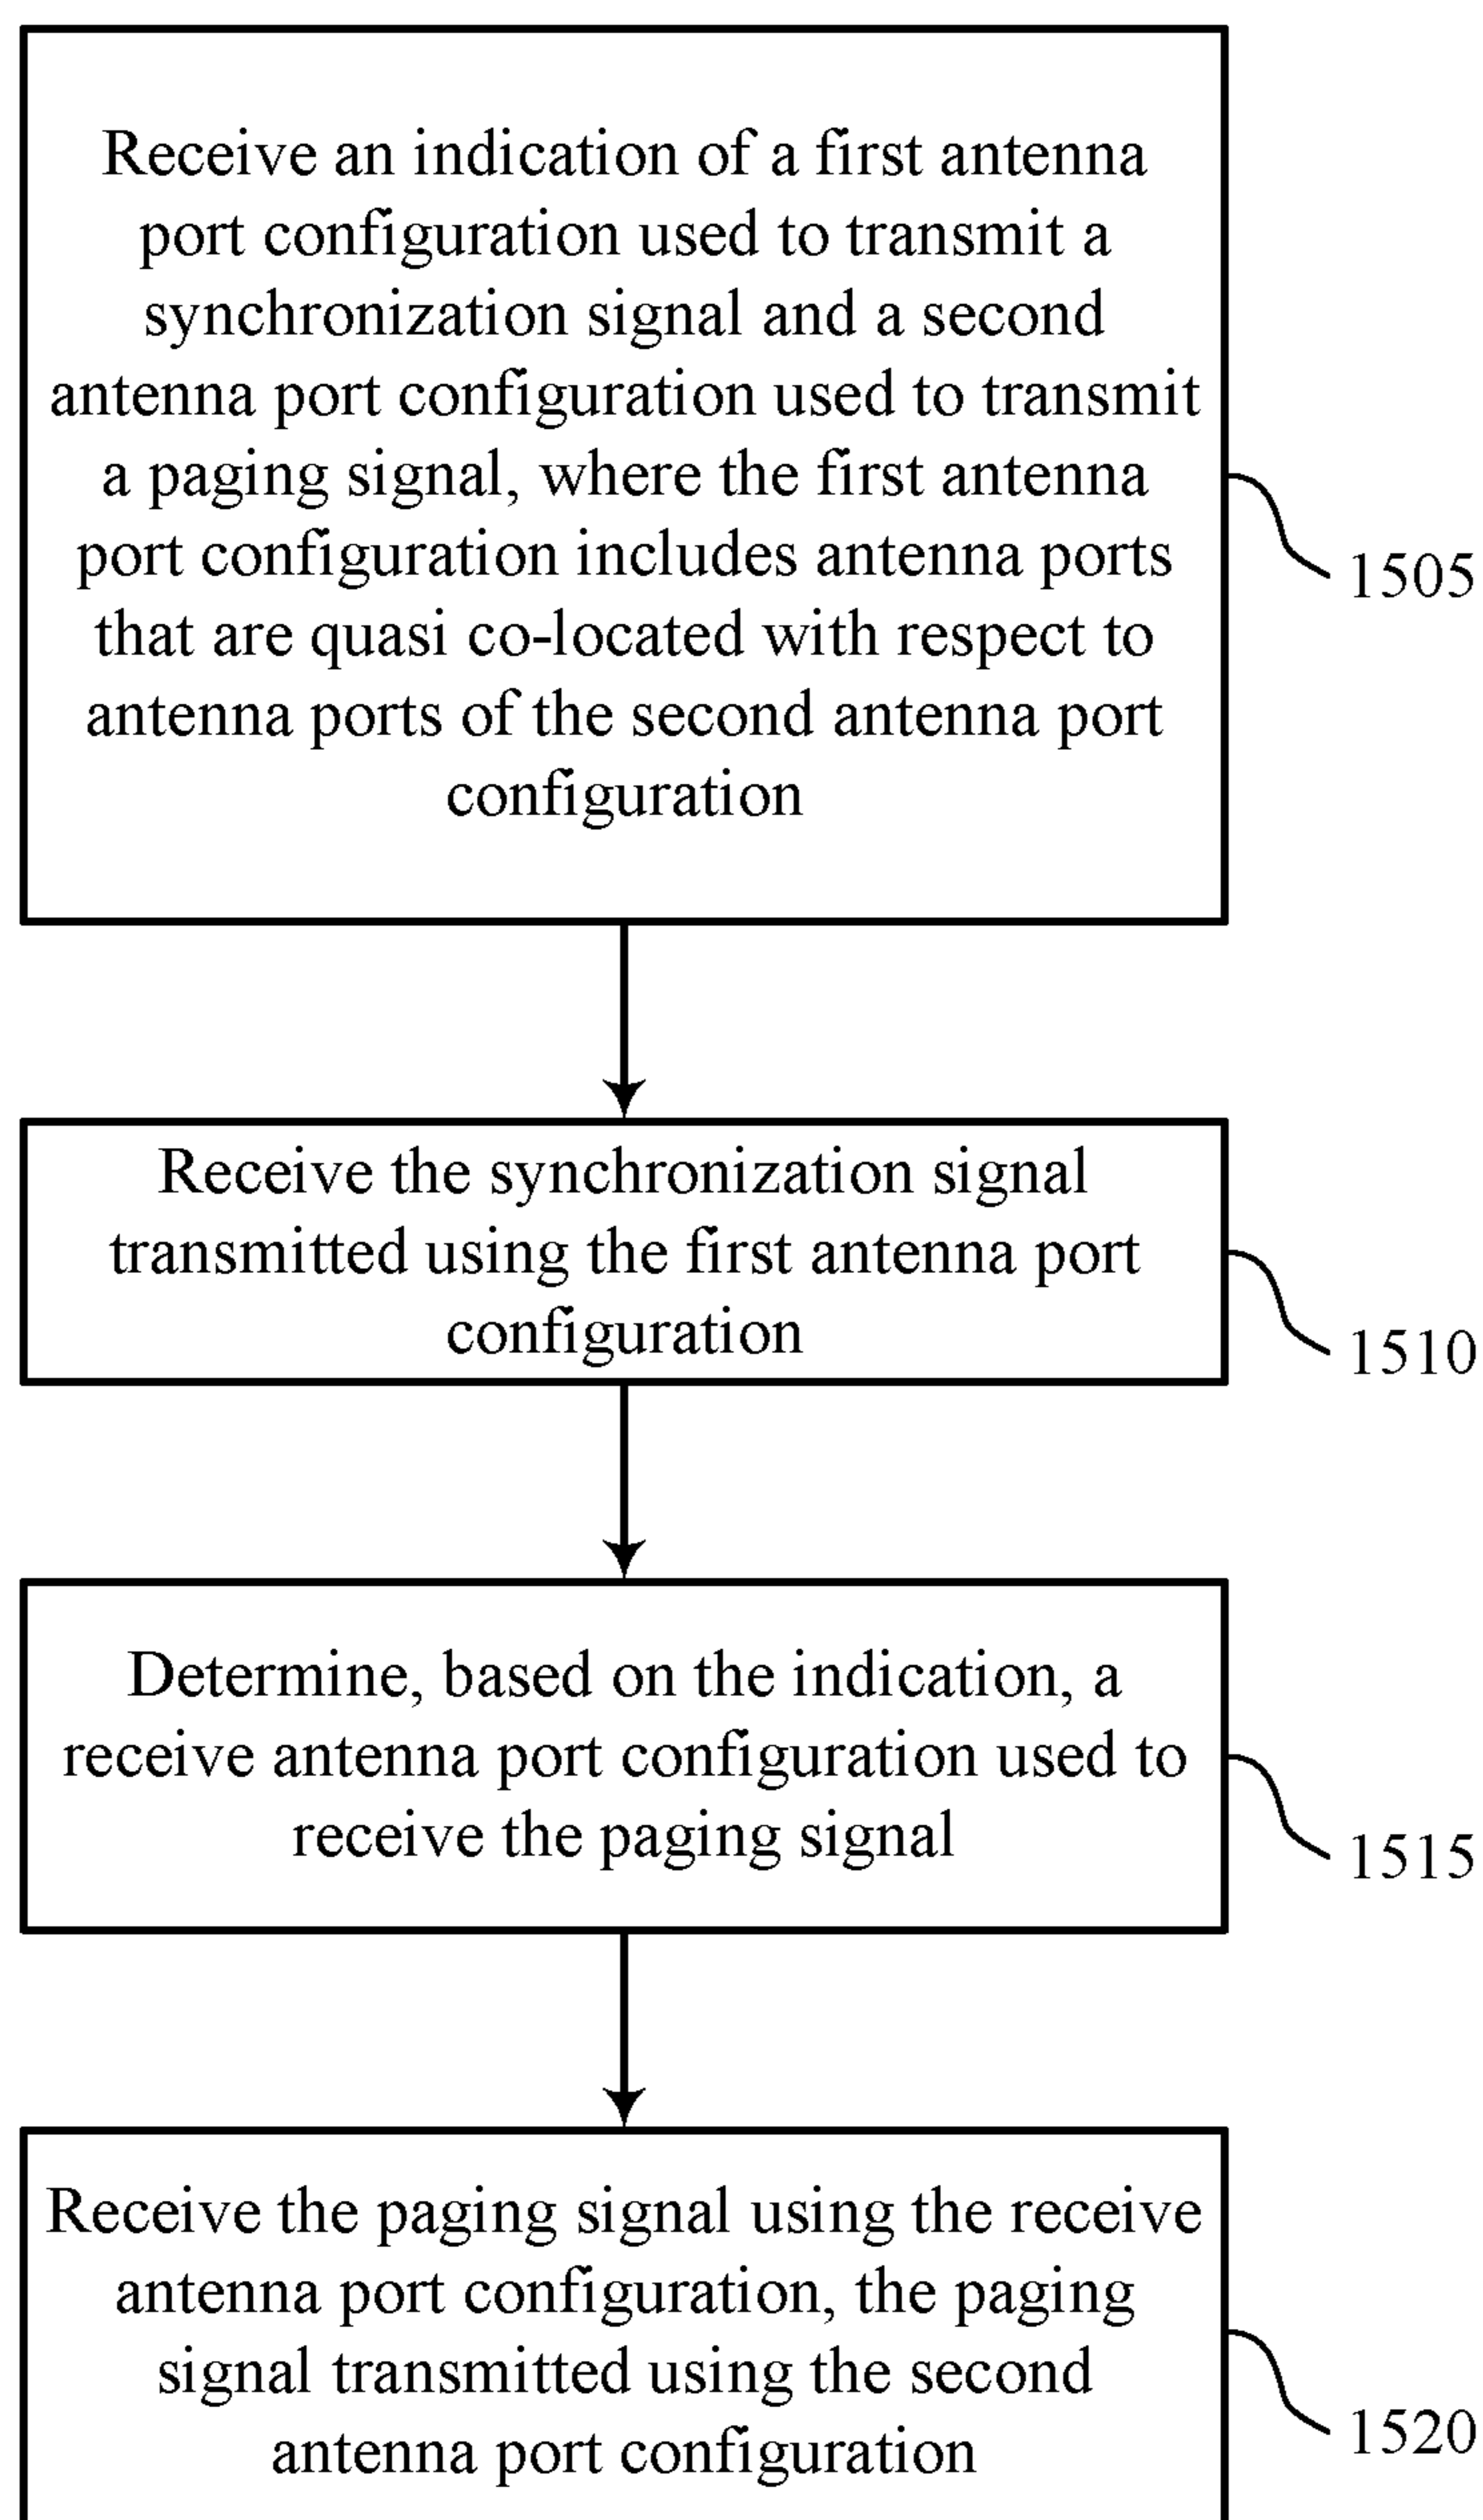 Receive an indication of a first antenna
port configuration used to transmit a
synchronization signal and a second
antenna port configuration used to transmit
a paging signal, where the first antenna
port configuration includes antenna ports
that are quasi co-located with respect to
antenna ports of the second antenna port
configuration
1505
Receive the synchronization signal
transmitted using the first antenna port
configuration
1510
Determine, based on the indication, a
receive antenna port configuration used to
receive the paging signal
1515
Receive the paging signal using the receive
antenna port configuration, the paging
signal transmitted using the second
antenna port configuration
1520